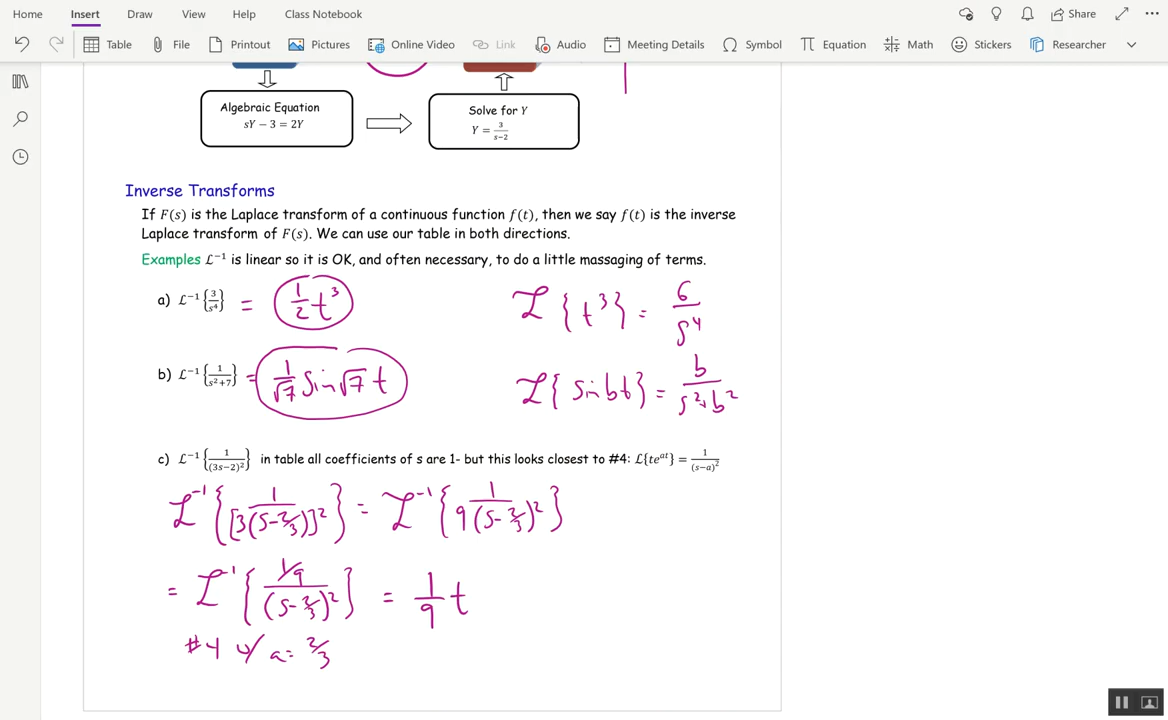 Home Insert Draw View Help Class Notebook Share
Table File Printout Pictures Online Video Link Audio Meeting Details Symbol Equation Math Stickers Researcher
Algebraic Equation
sY − 3 = 2Y
Solve for Y
Y = 3/(s−2)
Inverse Transforms
If F(s) is the Laplace transform of a continuous function f(t), then we say f(t) is the inverse
Laplace transform of F(s). We can use our table in both directions.
Examples ℒ⁻¹ is linear so it is OK, and often necessary, to do a little massaging of terms.
a) ℒ⁻¹{3/s⁴} = 1/2 t³ ℒ{t³} = 6/s⁴
b) ℒ⁻¹{1/(s²+7)} = 1/√7 sin√7 t ℒ{sinbt} = b/(s²+b²)
c) ℒ⁻¹{1/(3s−2)²} in table all coefficients of s are 1- but this looks closest to #4: ℒ{te^(at)} = 1/(s−a)²
ℒ⁻¹{1/[3(s−2/3)]²} = ℒ⁻¹{1/9(s−2/3)²}
= ℒ⁻¹{(1/9)/(s−2/3)²} = 1/9 t
#4 w/ a= 2/3